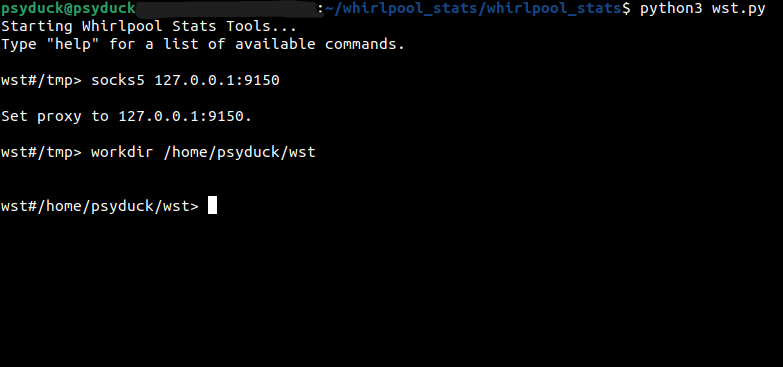 psyduck@psyduck:~/whirlpool_stats/whirlpool_stats$ python3 wst.py
Starting Whirlpool Stats Tools...
Type "help" for a list of available commands.
wst#/tmp> socks5 127.0.0.1:9150
Set proxy to 127.0.0.1:9150.
wst#/tmp> workdir /home/psyduck/wst
wst#/home/psyduck/wst>